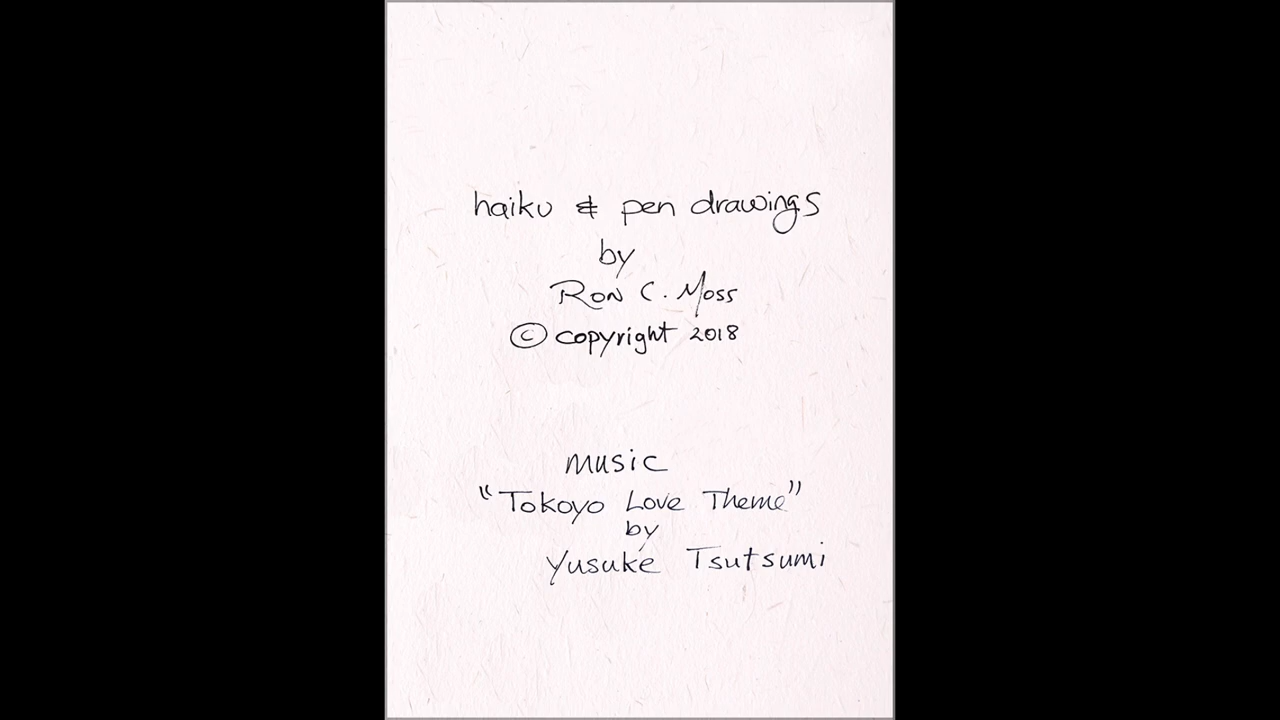 haiku & pen drawings
by
Ron C. Moss
© copyright 2018
music
"Tokoyo Love Theme"
by
Yusuke Tsutsumi